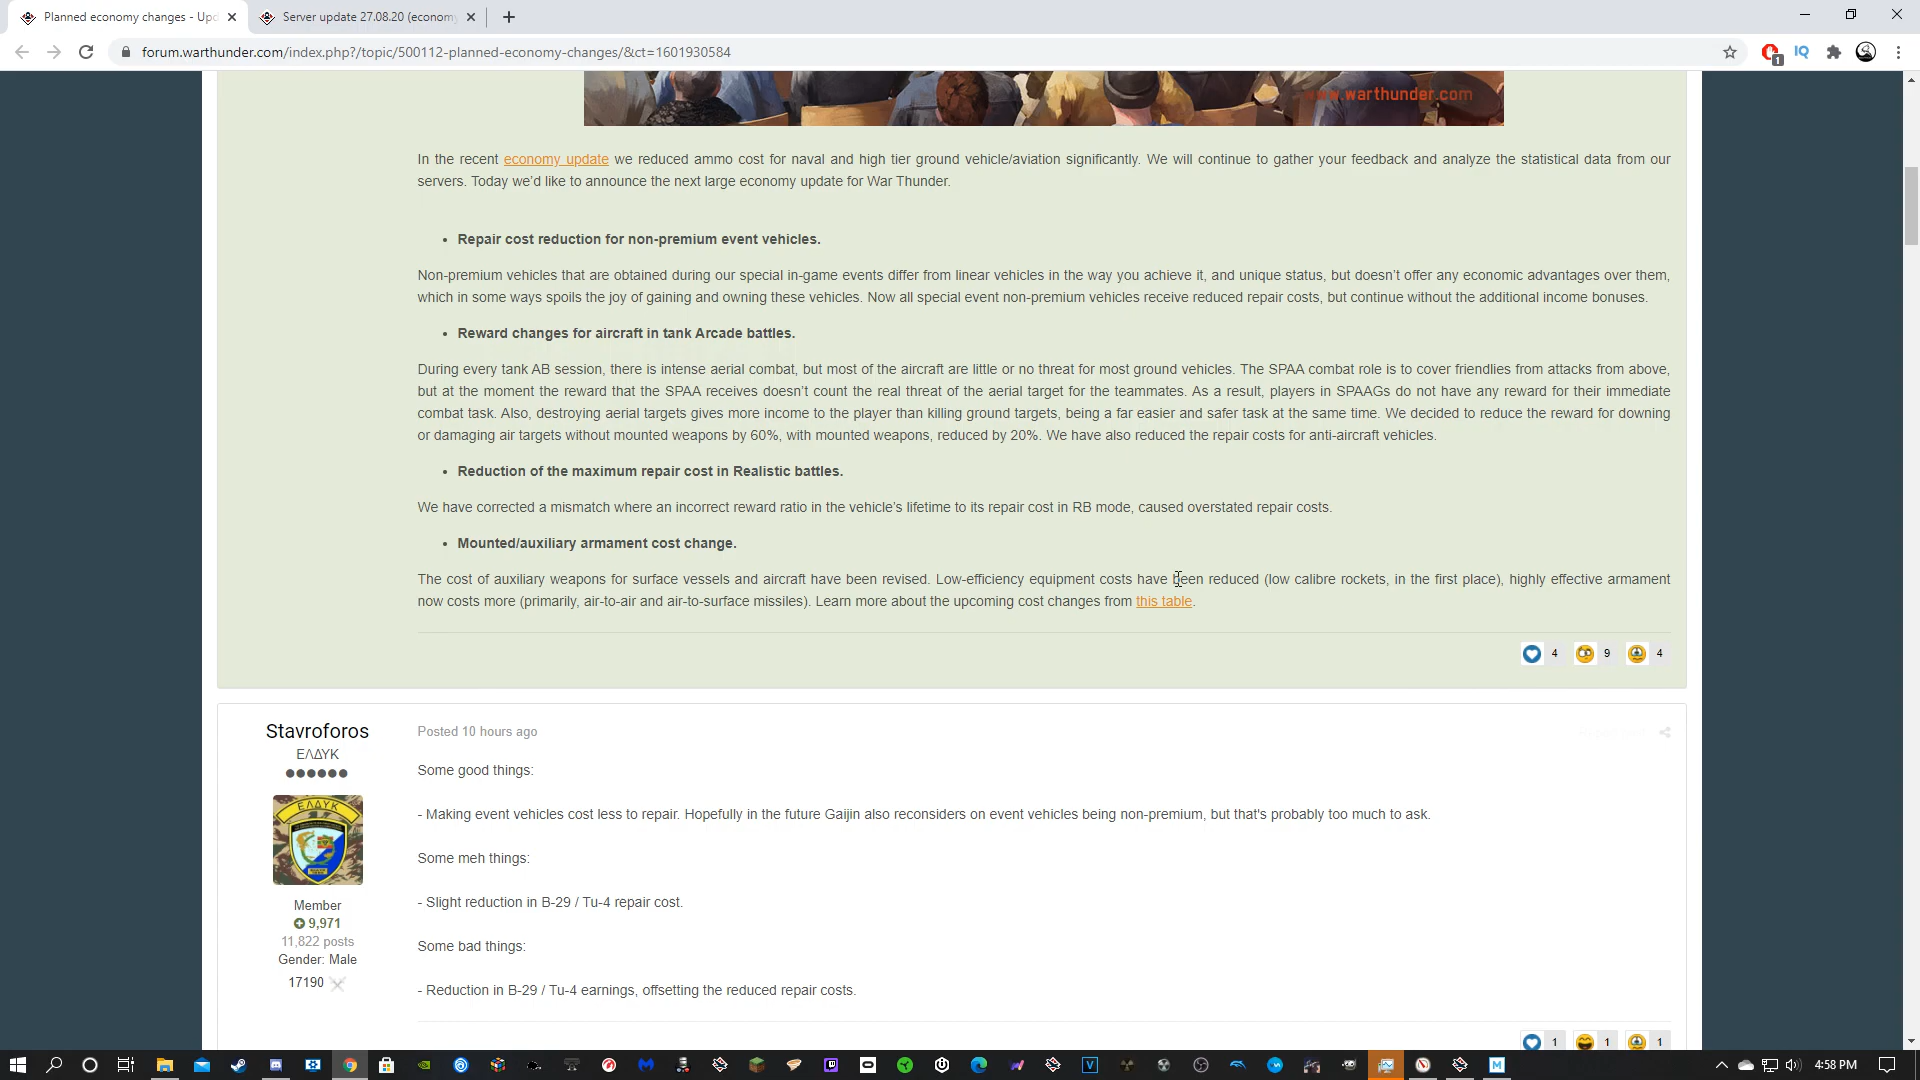 Planned economy changes - Upd
Server update 27.08.20 (economy
forum.warthunder.com/index.php?/topic/500112-planned-economy-changes/&ct=1601930584
1
IQ
www.warthunder.com
In the recent economy update we reduced ammo cost for naval and high tier ground vehicle/aviation significantly. We will continue to gather your feedback and analyze the statistical data from our
servers. Today we'd like to announce the next large economy update for War Thunder.
• Repair cost reduction for non-premium event vehicles.
Non-premium vehicles that are obtained during our special in-game events differ from linear vehicles in the way you achieve it, and unique status, but doesn't offer any economic advantages over them,
which in some ways spoils the joy of gaining and owning these vehicles. Now all special event non-premium vehicles receive reduced repair costs, but continue without the additional income bonuses.
• Reward changes for aircraft in tank Arcade battles.
During every tank AB session, there is intense aerial combat, but most of the aircraft are little or no threat for most ground vehicles. The SPAA combat role is to cover friendlies from attacks from above,
but at the moment the reward that the SPAA receives doesn't count the real threat of the aerial target for the teammates. As a result, players in SPAAGs do not have any reward for their immediate
combat task. Also, destroying aerial targets gives more income to the player than killing ground targets, being a far easier and safer task at the same time. We decided to reduce the reward for downing
or damaging air targets without mounted weapons by 60%, with mounted weapons, reduced by 20%. We have also reduced the repair costs for anti-aircraft vehicles.
• Reduction of the maximum repair cost in Realistic battles.
We have corrected a mismatch where an incorrect reward ratio in the vehicle's lifetime to its repair cost in RB mode, caused overstated repair costs.
• Mounted/auxiliary armament cost change.
The cost of auxiliary weapons for surface vessels and aircraft have been revised. Low-efficiency equipment costs have been reduced (low calibre rockets, in the first place), highly effective armament
now costs more (primarily, air-to-air and air-to-surface missiles). Learn more about the upcoming cost changes from this table.
4 9 4
Stavroforos
ΕΛΔΥΚ
ΕΛΔΥΚ
Member
9,971
11,822 posts
Gender: Male
17190
Posted 10 hours ago
Some good things:
- Making event vehicles cost less to repair. Hopefully in the future Gaijin also reconsiders on event vehicles being non-premium, but that's probably too much to ask.
Some meh things:
- Slight reduction in B-29 / Tu-4 repair cost.
Some bad things:
- Reduction in B-29 / Tu-4 earnings, offsetting the reduced repair costs.
1 1 1
4:58 PM